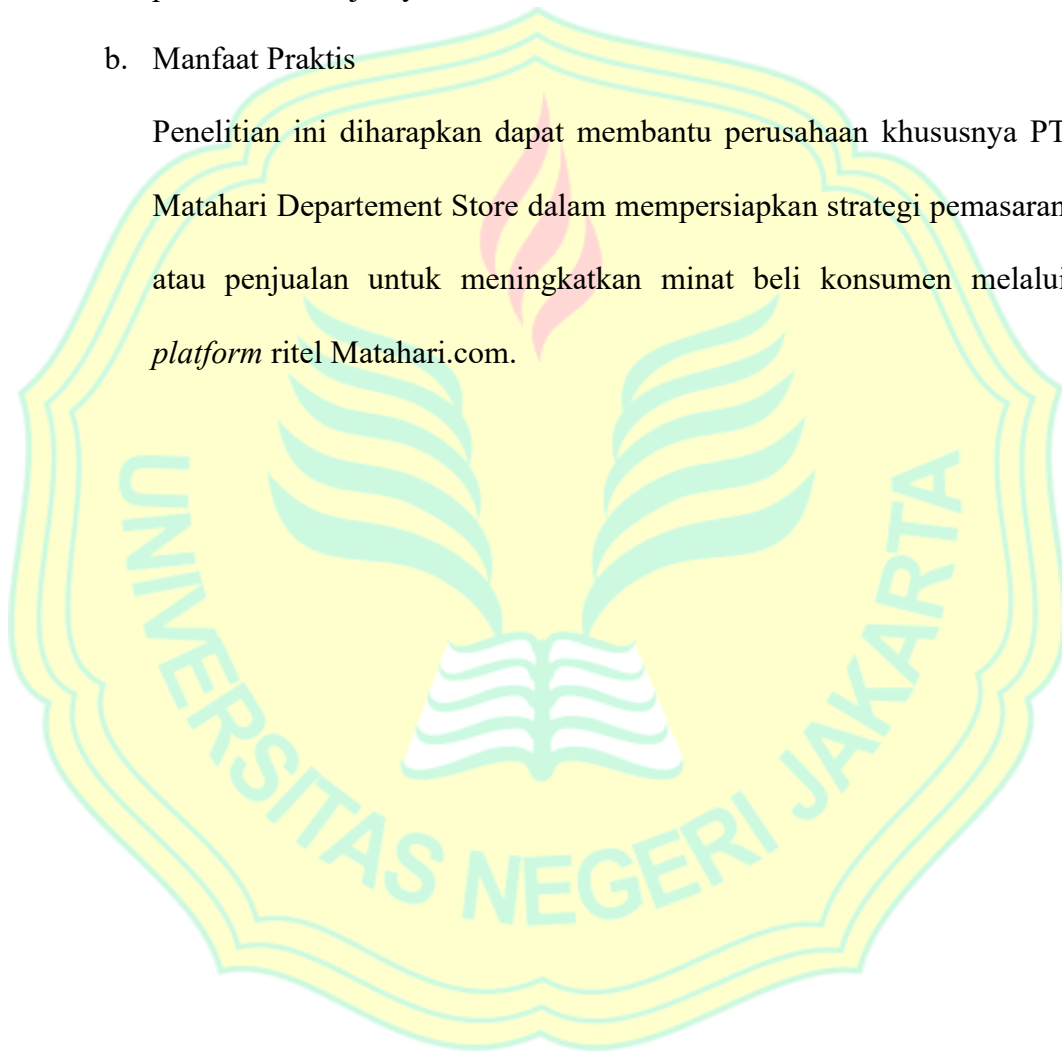 b. Manfaat Praktis
Penelitian ini diharapkan dapat membantu perusahaan khususnya PT
Matahari Departement Store dalam mempersiapkan strategi pemasaran
atau penjualan untuk meningkatkan minat beli konsumen melalui
platform ritel Matahari.com.
UNIVERSITAS NEGERI JAKARTA